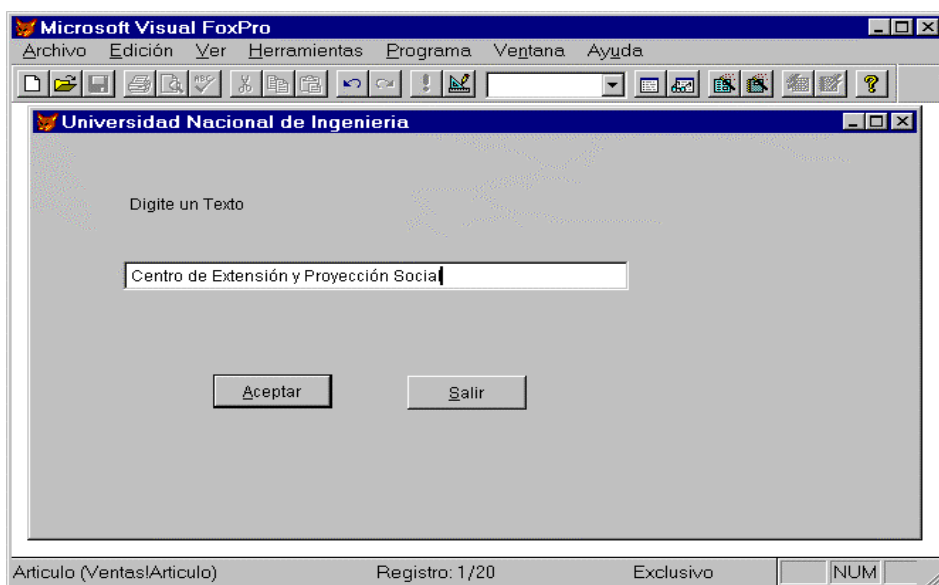 Microsoft Visual FoxPro
Archivo Edición Ver Herramientas Programa Ventana Ayuda
Universidad Nacional de Ingenieria
Digite un Texto
Centro de Extensión y Proyección Social
Aceptar Salir
Articulo (Ventas!Articulo) Registro: 1/20 Exclusivo NUM